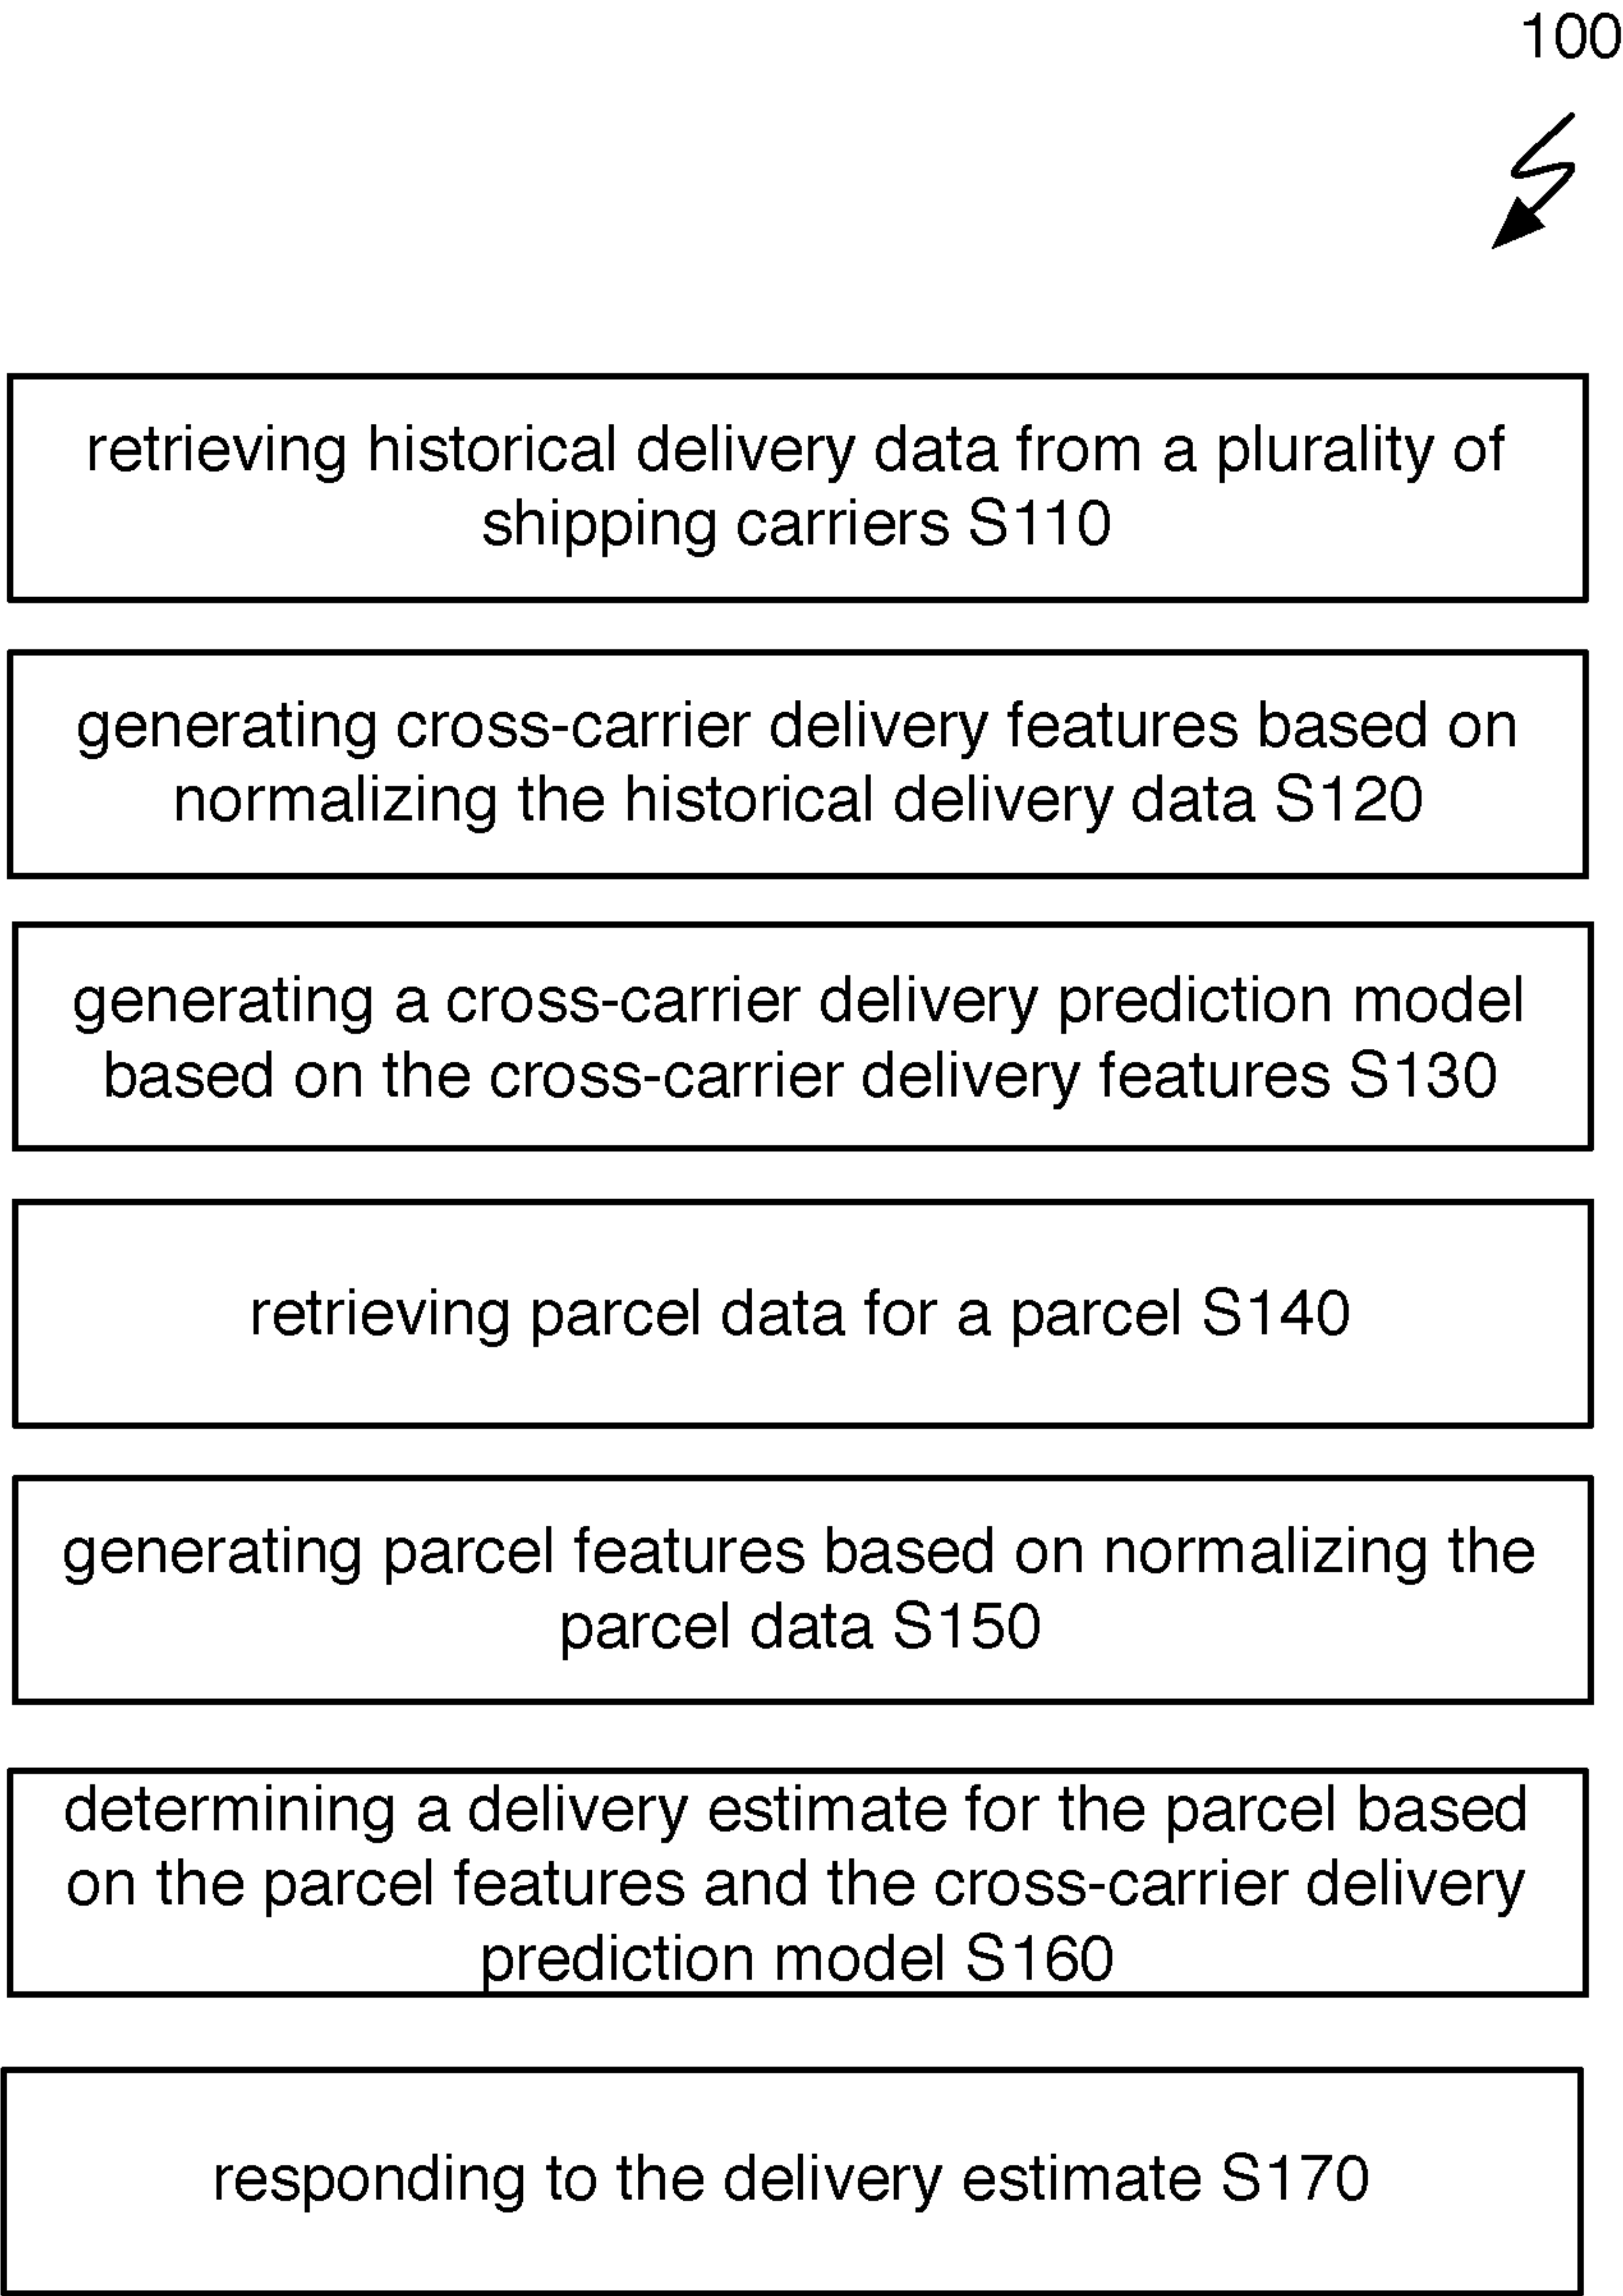 100
retrieving historical delivery data from a plurality of
shipping carriers S110
generating cross-carrier delivery features based on
normalizing the historical delivery data S120
generating a cross-carrier delivery prediction model
based on the cross-carrier delivery features S130
retrieving parcel data for a parcel S140
generating parcel features based on normalizing the
parcel data S150
determining a delivery estimate for the parcel based
on the parcel features and the cross-carrier delivery
prediction model S160
responding to the delivery estimate S170